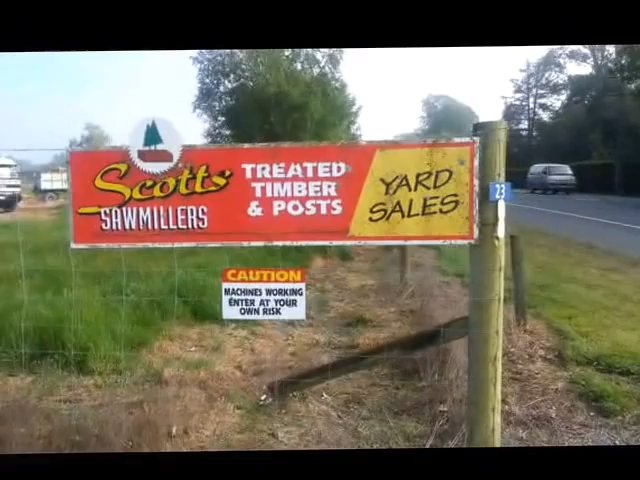 Scotts
SAWMILLERS
TREATED
TIMBER
& POSTS
YARD
SALES
23
CAUTION
MACHINES WORKING
ENTER AT YOUR
OWN RISK